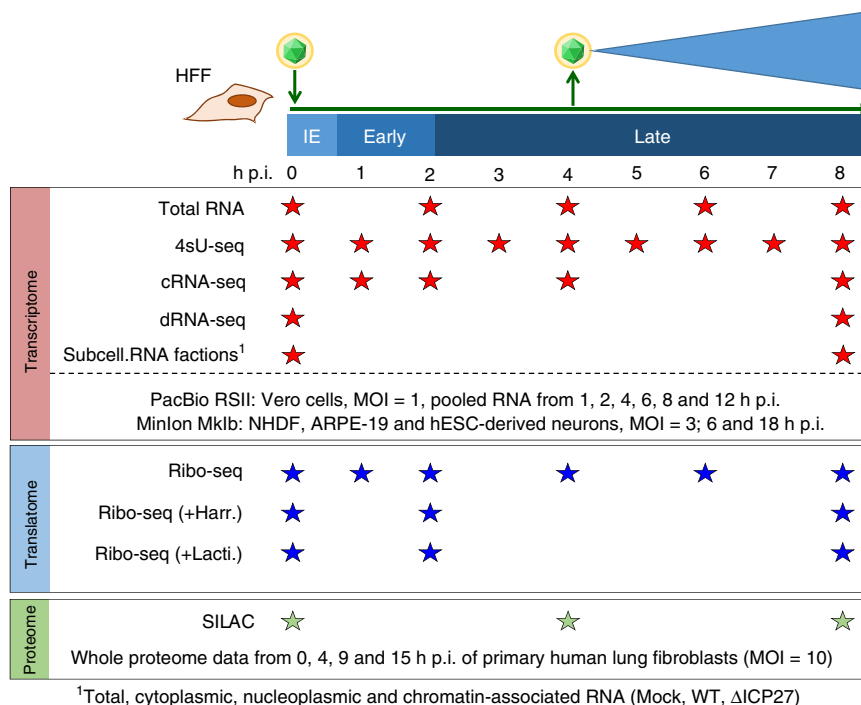 HFF
IE Early Late
h p.i. 0 1 2 3 4 5 6 7 8
Transcriptome
Total RNA
4sU-seq
cRNA-seq
dRNA-seq
Subcell.RNA factions¹
PacBio RSII: Vero cells, MOI = 1, pooled RNA from 1, 2, 4, 6, 8 and 12 h p.i.
MinIon MkIb: NHDF, ARPE-19 and hESC-derived neurons, MOI = 3; 6 and 18 h p.i.
Translatome
Ribo-seq
Ribo-seq (+Harr.)
Ribo-seq (+Lacti.)
Proteome
SILAC
Whole proteome data from 0, 4, 9 and 15 h p.i. of primary human lung fibroblasts (MOI = 10)
¹Total, cytoplasmic, nucleoplasmic and chromatin-associated RNA (Mock, WT, ΔICP27)